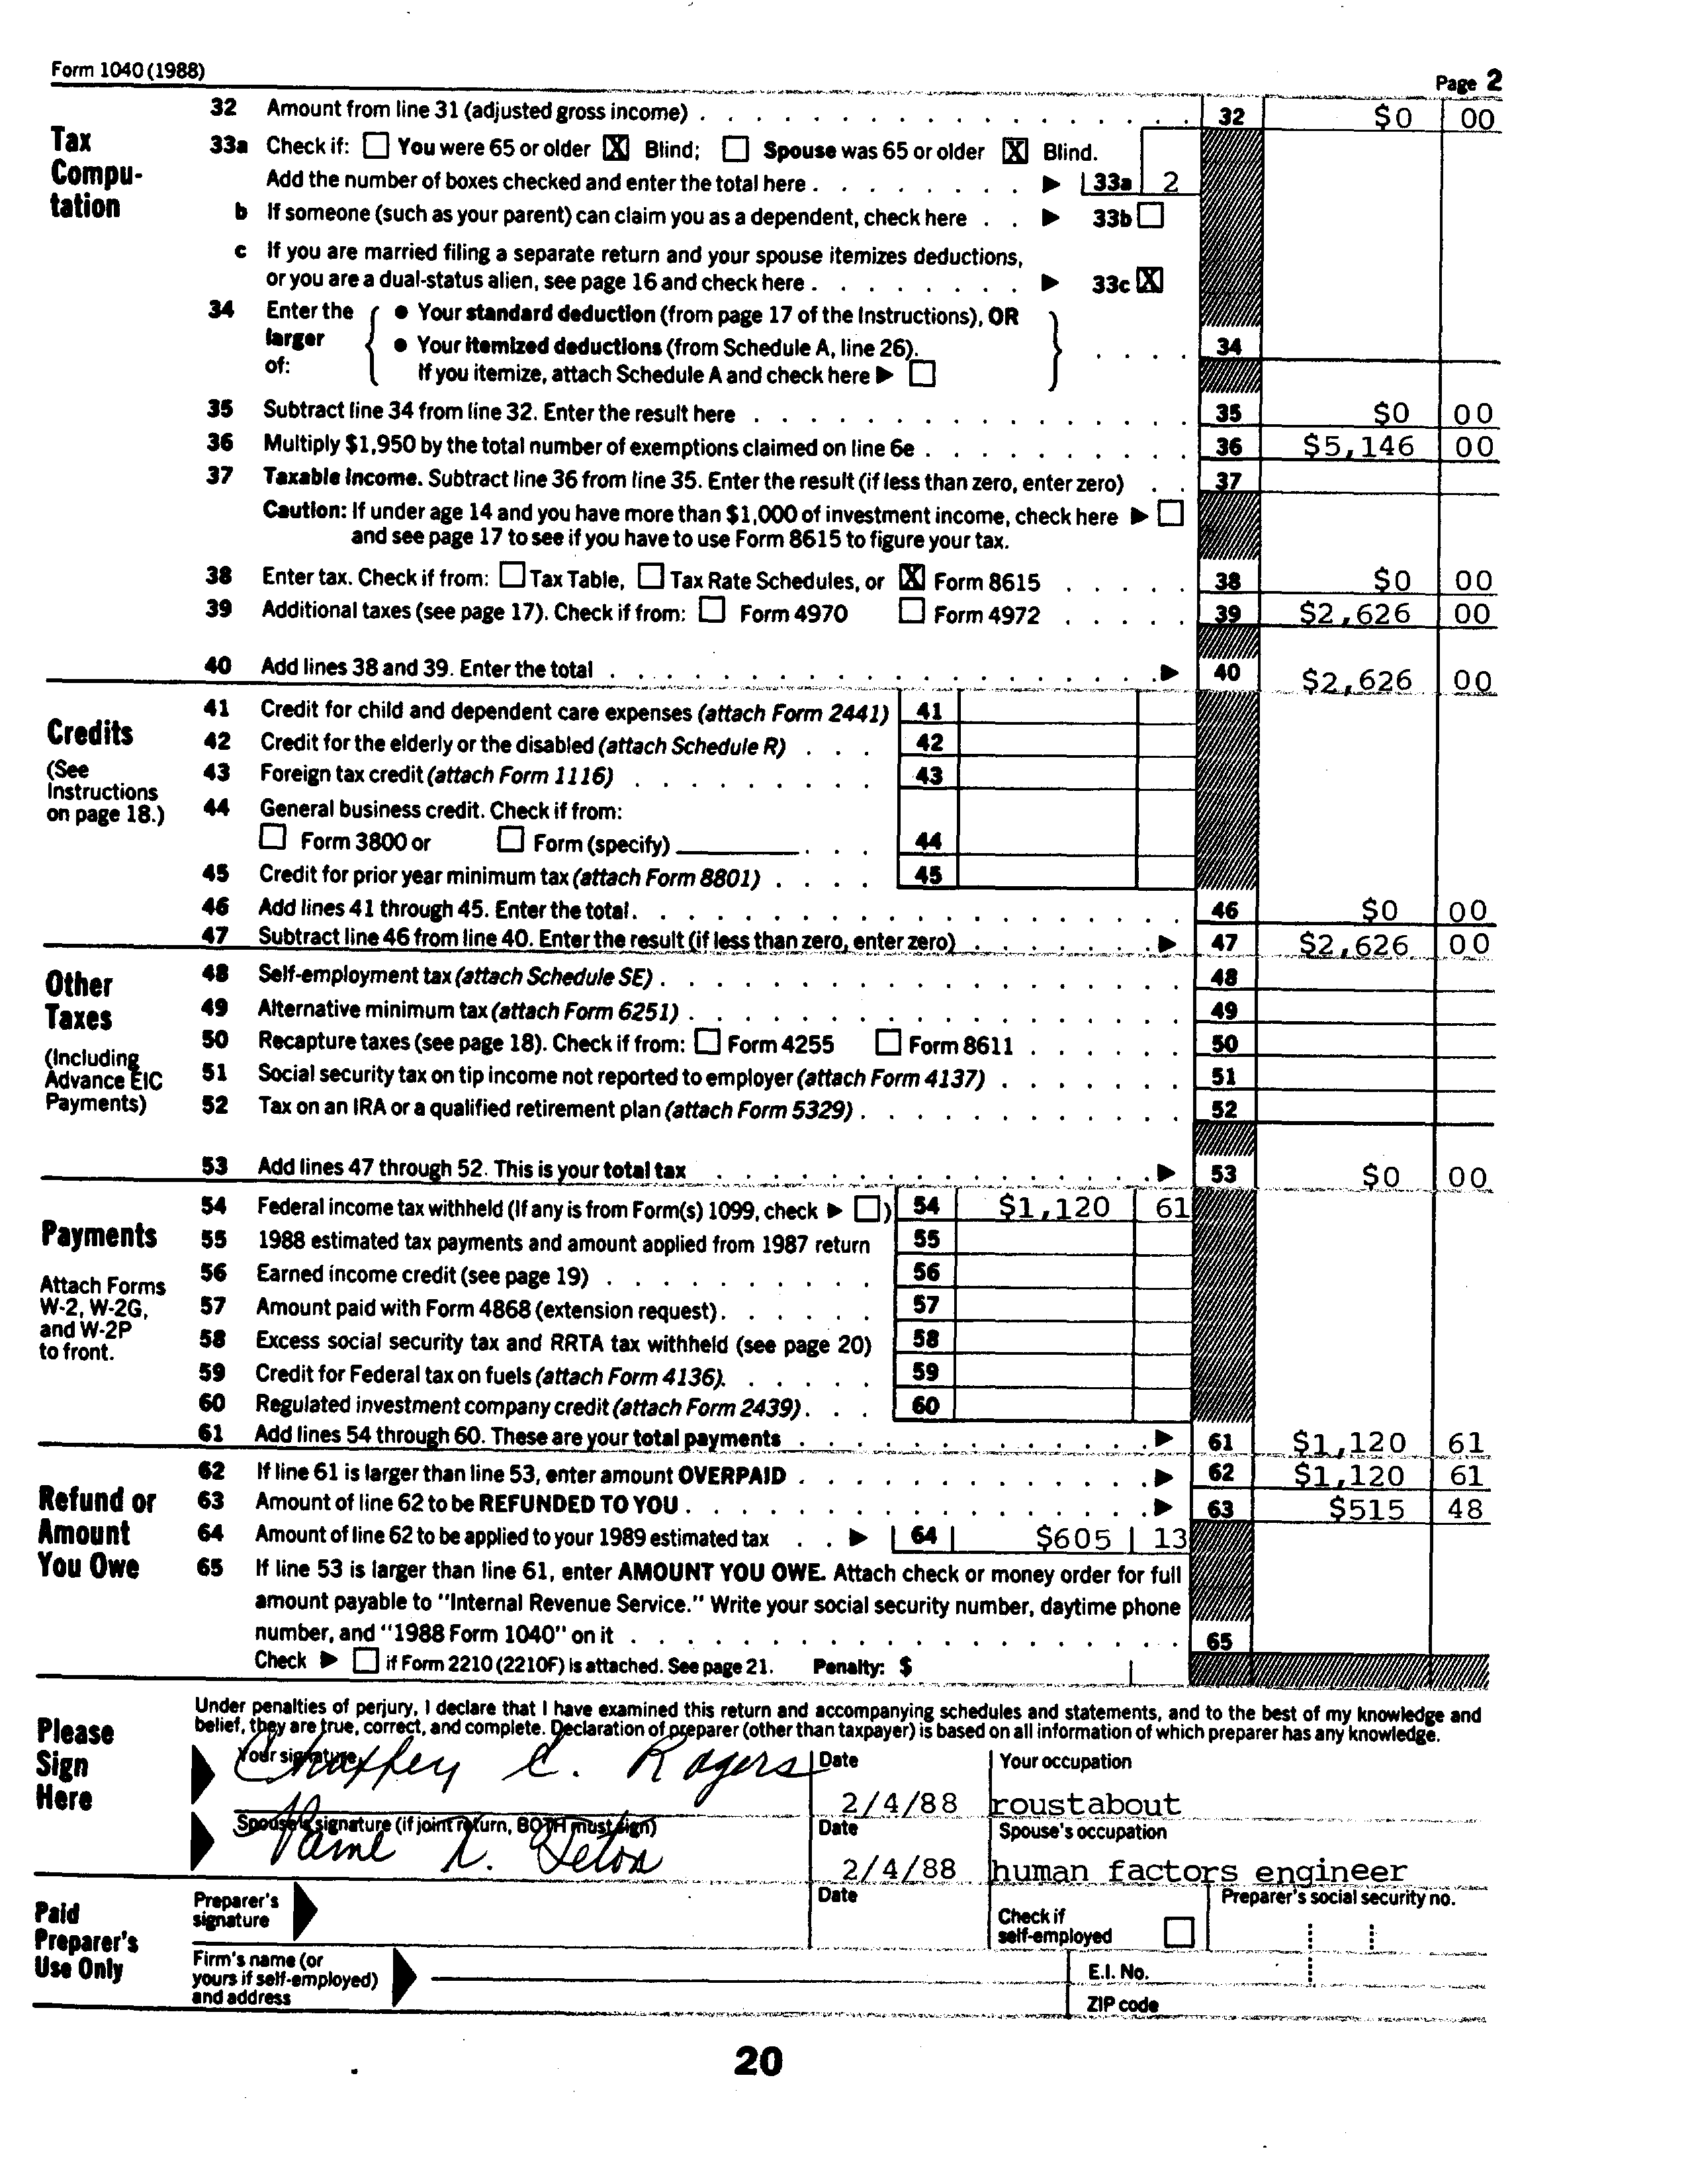 Form 1040 (1988) Page 2
Tax Compu-tation
32 Amount from line 31 (adjusted gross income) 32 $0 00
33a Check if: ☐ You were 65 or older ☒ Blind; ☐ Spouse was 65 or older ☒ Blind.
Add the number of boxes checked and enter the total here ▶ 33a 2
b If someone (such as your parent) can claim you as a dependent, check here ▶ 33b ☐
c If you are married filing a separate return and your spouse itemizes deductions,
or you are a dual-status alien, see page 16 and check here ▶ 33c ☒
34 Enter the larger of:
● Your standard deduction (from page 17 of the Instructions), OR
● Your itemized deductions (from Schedule A, line 26). 34
If you itemize, attach Schedule A and check here ▶ ☐
35 Subtract line 34 from line 32. Enter the result here 35 $0 00
36 Multiply $1,950 by the total number of exemptions claimed on line 6e 36 $5,146 00
37 Taxable Income. Subtract line 36 from line 35. Enter the result (if less than zero, enter zero) 37
Caution: If under age 14 and you have more than $1,000 of investment income, check here ▶ ☐
and see page 17 to see if you have to use Form 8615 to figure your tax.
38 Enter tax. Check if from: ☐ Tax Table, ☐ Tax Rate Schedules, or ☒ Form 8615 38 $0 00
39 Additional taxes (see page 17). Check if from: ☐ Form 4970 ☐ Form 4972 39 $2,626 00
40 Add lines 38 and 39. Enter the total ▶ 40 $2,626 00
Credits
(See Instructions on page 18.)
41 Credit for child and dependent care expenses (attach Form 2441) 41
42 Credit for the elderly or the disabled (attach Schedule R) 42
43 Foreign tax credit (attach Form 1116) 43
44 General business credit. Check if from:
☐ Form 3800 or ☐ Form (specify) 44
45 Credit for prior year minimum tax (attach Form 8801) 45
46 Add lines 41 through 45. Enter the total. 46 $0 00
47 Subtract line 46 from line 40. Enter the result (if less than zero, enter zero) ▶ 47 $2,626 00
Other Taxes
(Including Advance EIC Payments)
48 Self-employment tax (attach Schedule SE) 48
49 Alternative minimum tax (attach Form 6251) 49
50 Recapture taxes (see page 18). Check if from: ☐ Form 4255 ☐ Form 8611 50
51 Social security tax on tip income not reported to employer (attach Form 4137) 51
52 Tax on an IRA or a qualified retirement plan (attach Form 5329) 52
53 Add lines 47 through 52. This is your total tax ▶ 53 $0 00
Payments
Attach Forms W-2, W-2G, and W-2P to front.
54 Federal income tax withheld (If any is from Form(s) 1099, check ▶ ☐) 54 $1,120 61
55 1988 estimated tax payments and amount applied from 1987 return 55
56 Earned income credit (see page 19) 56
57 Amount paid with Form 4868 (extension request) 57
58 Excess social security tax and RRTA tax withheld (see page 20) 58
59 Credit for Federal tax on fuels (attach Form 4136). 59
60 Regulated investment company credit (attach Form 2439) 60
61 Add lines 54 through 60. These are your total payments ▶ 61 $1,120 61
Refund or Amount You Owe
62 If line 61 is larger than line 53, enter amount OVERPAID ▶ 62 $1,120 61
63 Amount of line 62 to be REFUNDED TO YOU ▶ 63 $515 48
64 Amount of line 62 to be applied to your 1989 estimated tax ▶ 64 $605 13
65 If line 53 is larger than line 61, enter AMOUNT YOU OWE. Attach check or money order for full
amount payable to "Internal Revenue Service." Write your social security number, daytime phone
number, and "1988 Form 1040" on it 65
Check ▶ ☐ if Form 2210 (2210F) is attached. See page 21. Penalty: $
Please Sign Here
Under penalties of perjury, I declare that I have examined this return and accompanying schedules and statements, and to the best of my knowledge and
belief, they are true, correct, and complete. Declaration of preparer (other than taxpayer) is based on all information of which preparer has any knowledge.
Your signature Date Your occupation
C. Rogers 2/4/88 roustabout
Spouse's signature (if joint return, BOTH must sign) Date Spouse's occupation
2/4/88 human factors engineer
Paid Preparer's Use Only
Preparer's signature Date Check if self-employed ☐ Preparer's social security no.
Firm's name (or yours if self-employed) and address
E.I. No.
ZIP code
20